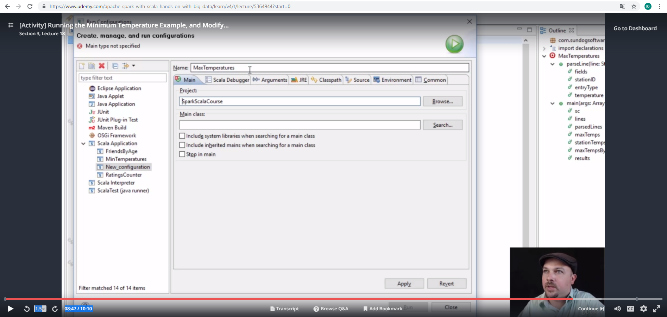 [Activity] Running the Minimum Temperature Example, and Modify...
Go to Dashboard
Create, manage, and run configurations
Main type not specified
Name:
MaxTemperatures
type filter text
Eclipse Application
Java Applet
Java Application
JUnit
JUnit Plug-in Test
Maven Build
OSGi Framework
Scala Application
FriendsByAge
MinTemperatures
New_configuration
RatingsCounter
Scala Interpreter
ScalaTest (java runner)
Filter matched 14 of 14 items
Main
Scala Debugger
Arguments
JRE
Classpath
Source
Environment
Common
Project:
SparkScalaCourse
Browse...
Main class:
Search...
Include system libraries when searching for a main class
Include inherited mains when searching for a main class
Stop in main
Apply
Revert
Close
Outline
import declarations
MaxTemperatures
parseLine(line: S
fields
stationID
entryType
temperature
main(args: Array
sc
lines
parsedLines
maxTemps
stationTemps
maxTempsBy
results
Transcript
Browse Q&A
Add Bookmark
Continue